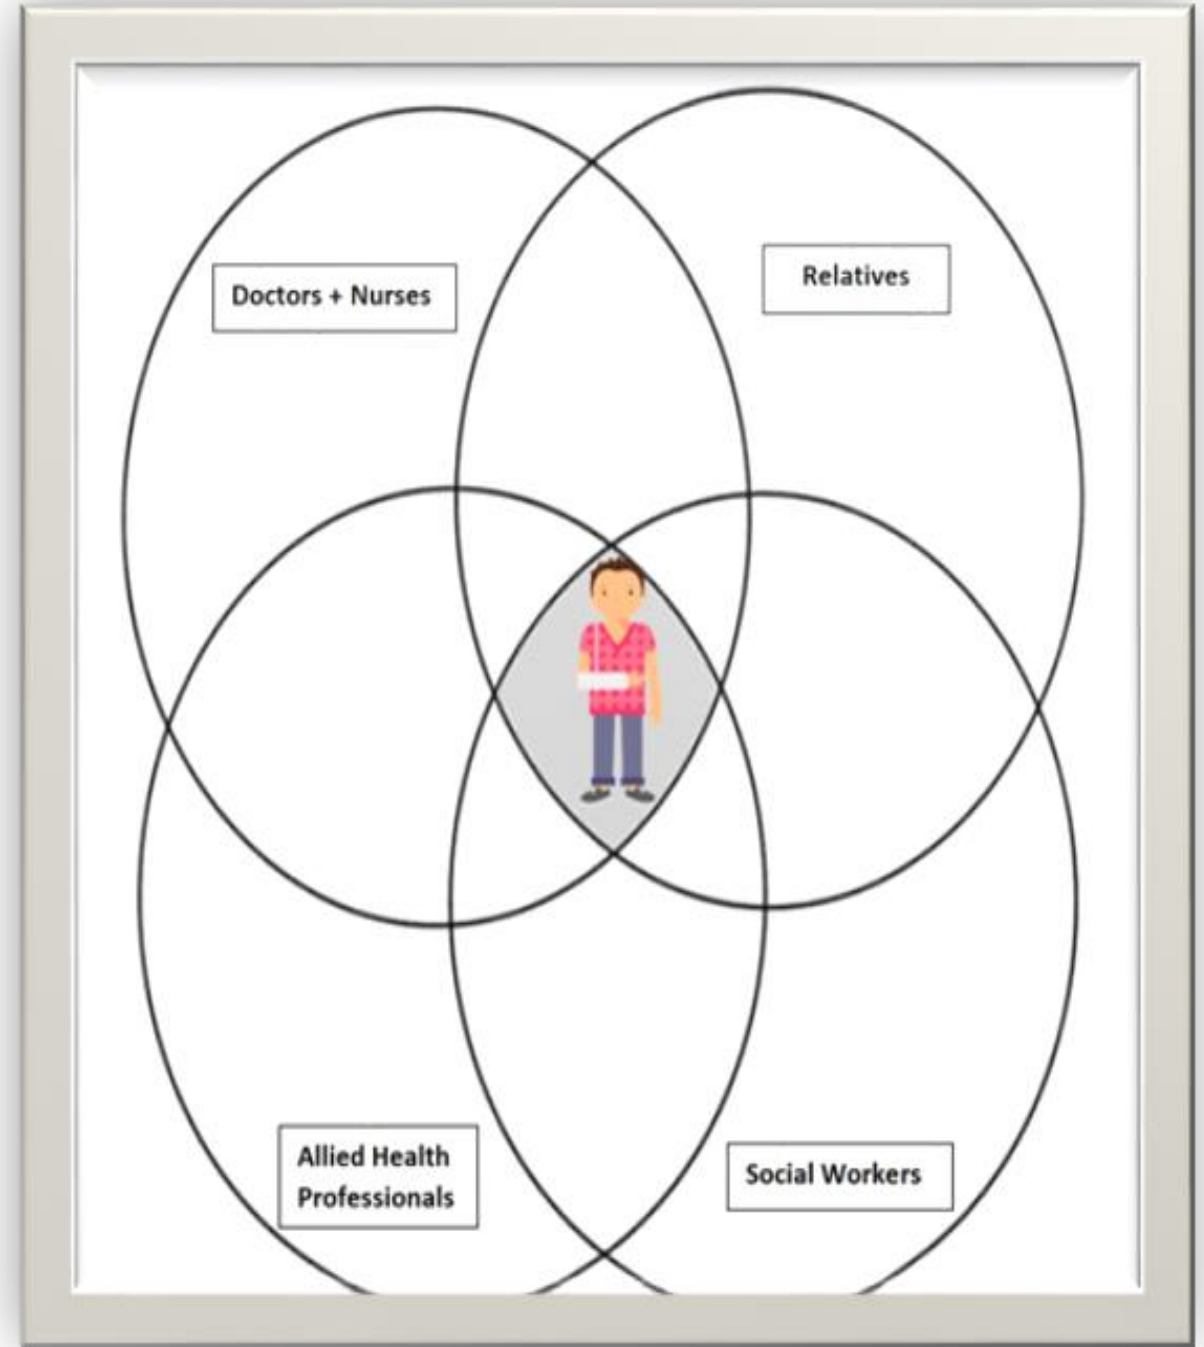 Doctors + Nurses
Relatives
Allied Health
Professionals
Social Workers